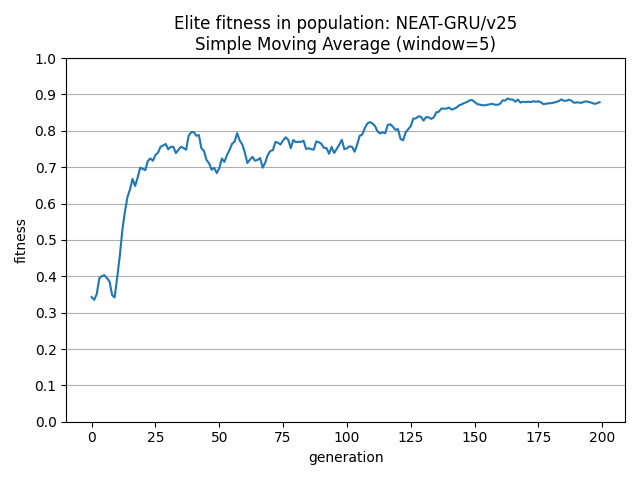 Elite fitness in population: NEAT-GRU/v25
Simple Moving Average (window=5)
1.0
0.9
0.8
0.7
0.6
0.5
0.4
0.3
0.2
0.1
0.0
fitness
0 25 50 75 100 125 150 175 200
generation